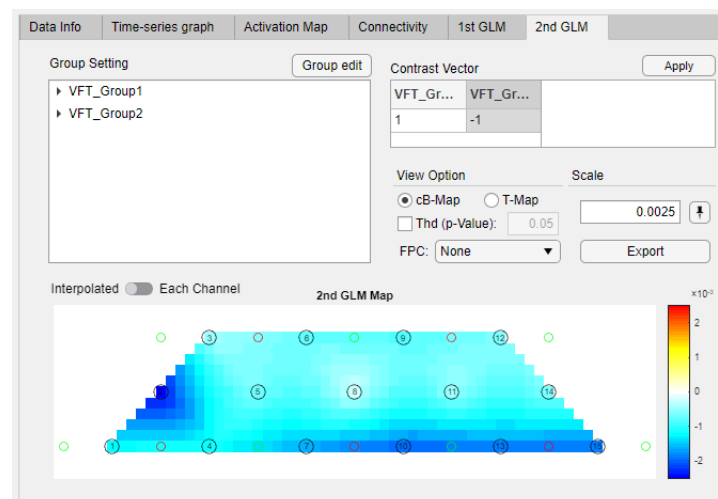 Data Info Time-series graph Activation Map Connectivity 1st GLM 2nd GLM
Group Setting Group edit
VFT_Group1
VFT_Group2
Contrast Vector Apply
VFT_Gr... VFT_Gr...
1 -1
View Option
cB-Map T-Map
Thd (p-Value): 0.05
FPC: None
Scale
0.0025
Export
Interpolated Each Channel
2nd GLM Map
×10⁻³
3 6 9 12
5 8 11 14
1 4 7 10 13 15
2
1
0
-1
-2